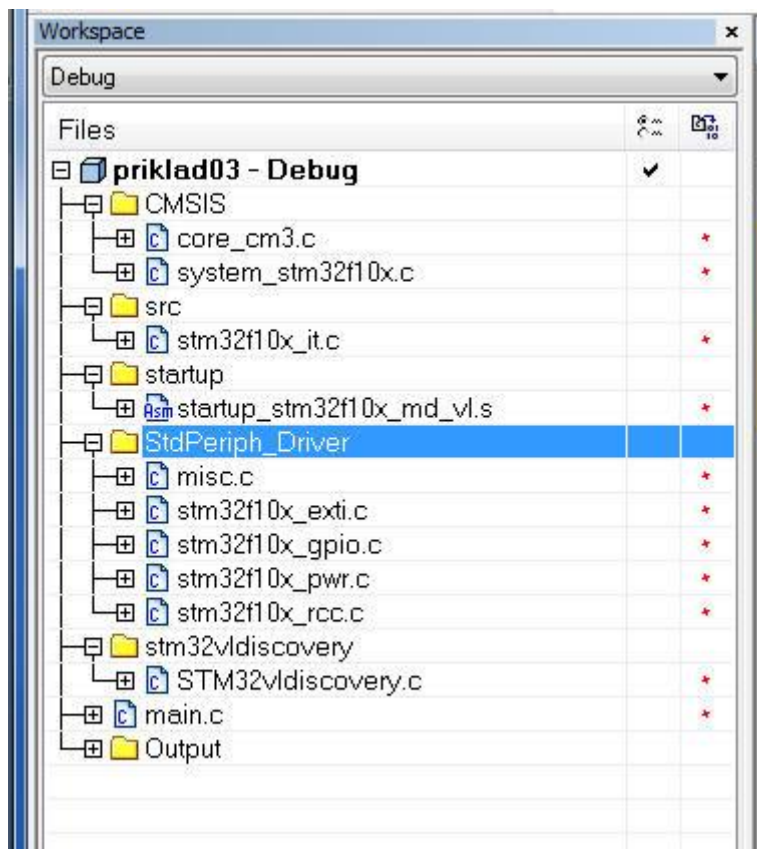 Workspace
Debug
Files
priklad03 - Debug
CMSIS
core_cm3.c
system_stm32f10x.c
src
stm32f10x_it.c
startup
startup_stm32f10x_md_vl.s
StdPeriph_Driver
misc.c
stm32f10x_exti.c
stm32f10x_gpio.c
stm32f10x_pwr.c
stm32f10x_rcc.c
stm32vldiscovery
STM32vldiscovery.c
main.c
Output